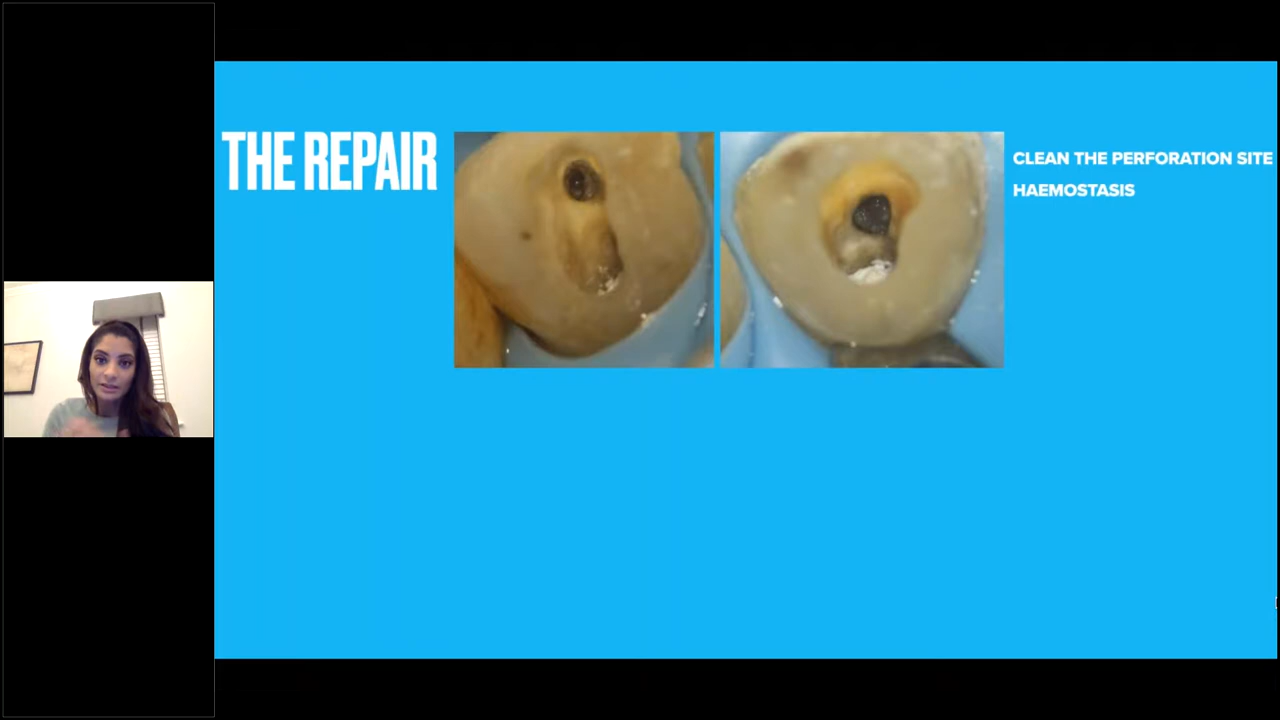 THE REPAIR
CLEAN THE PERFORATION SITE
HAEMOSTASIS